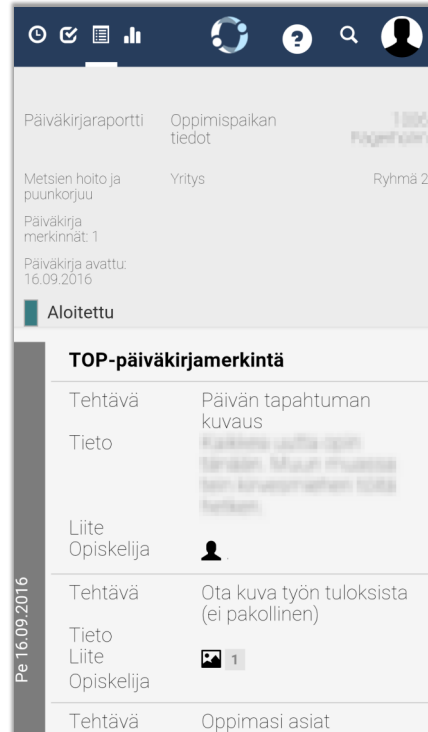 ?
Päiväkirjaraportti
Oppimispaikan
tiedot
Metsien hoito ja
puunkorjuu
Yritys
Ryhmä 2
Päiväkirja
merkinnät: 1
Päiväkirja avattu:
16.09.2016
Aloitettu
Pe 16.09.2016
TOP-päiväkirjamerkintä
Tehtävä
Päivän tapahtuman
kuvaus
Tieto
Liite
Opiskelija
.
Tehtävä
Ota kuva työn tuloksista
(ei pakollinen)
Tieto
Liite
1
Opiskelija
Tehtävä
Oppimasi asiat